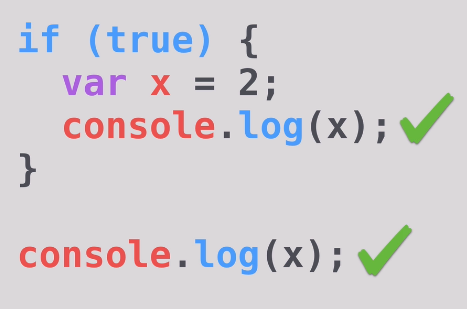 if (true) {
  var x = 2;
  console.log(x);
}
console.log(x);